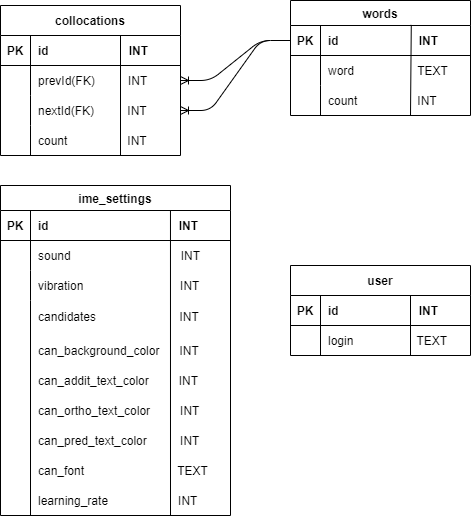 collocations
PK id INT
prevId(FK) INT
nextId(FK) INT
count INT
words
PK id INT
word TEXT
count INT
ime_settings
PK id INT
sound INT
vibration INT
candidates INT
can_background_color INT
can_addit_text_color INT
can_ortho_text_color INT
can_pred_text_color INT
can_font TEXT
learning_rate INT
user
PK id INT
login TEXT